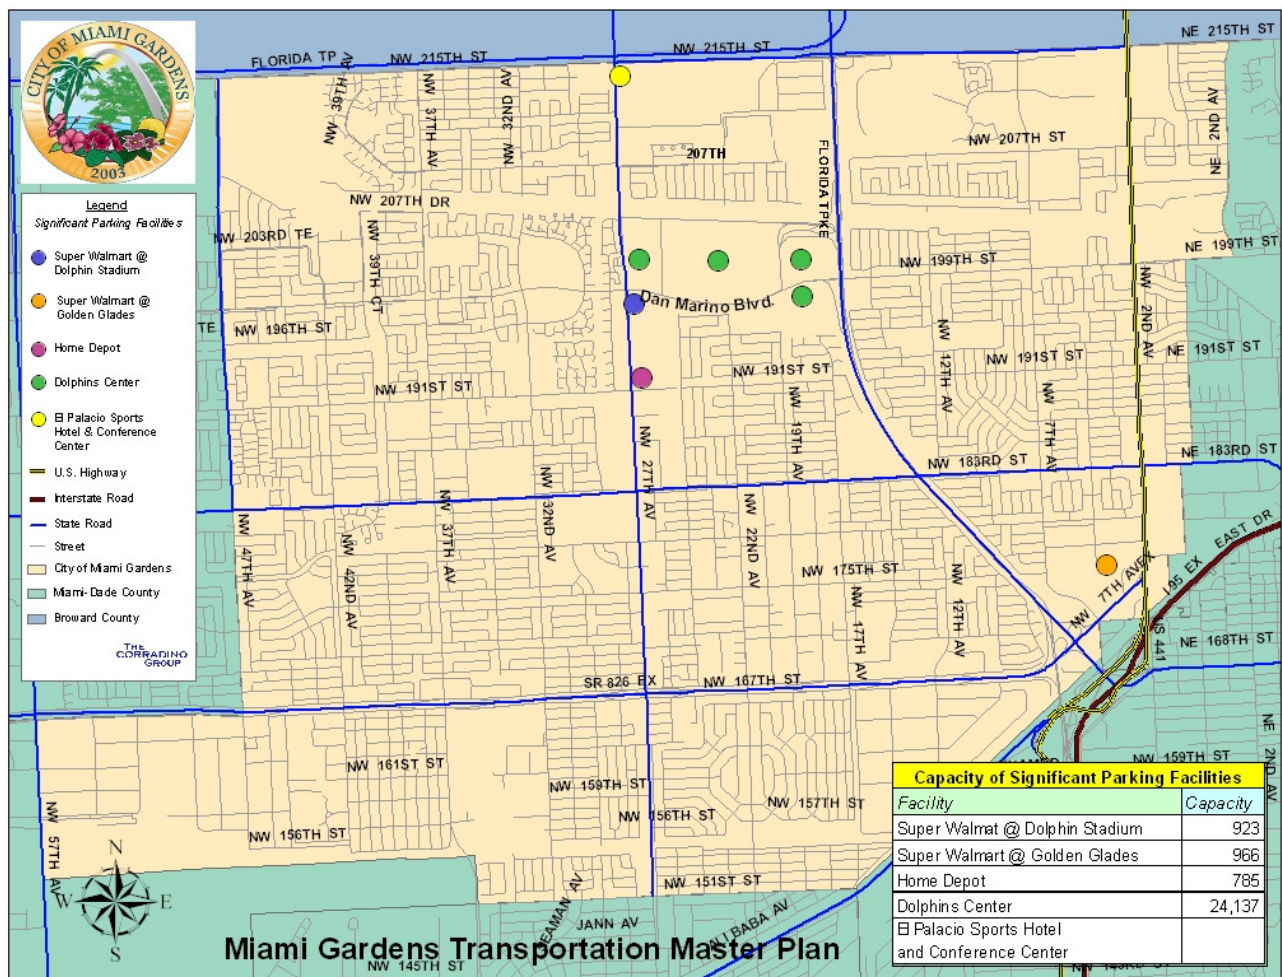 CITY OF MIAMI GARDENS
2003
Legend
Significant Parking Facilities
Super Walmart @
Dolphin Stadium
Super Walmart @
Golden Glades
Home Depot
Dolphins Center
El Palacio Sports
Hotel & Conference
Center
U.S. Highway
Interstate Road
State Road
Street
City of Miami Gardens
Miami-Dade County
Broward County
THE
CORRADINO
GROUP
FLORIDA TP
NW 215TH ST
NW 215TH ST
NE 215TH ST
NW 39TH AV
NW 37TH AV
NW 32ND AV
NE 2ND AV
NW 207TH ST
207TH
FLORIDA TPKE
NW 207TH DR
NW 203RD TE
NW 39TH CT
NE 199TH ST
NW 199TH ST
Dan Marino Blvd.
NW 2ND AV
TE
NW 196TH ST
NW 12TH AV
NE 191ST ST
NW 191ST ST
NW 191ST ST
NW 191ST ST
NW 19TH AV
NW 7TH AV
NW 27TH AV
NW 183RD ST
NE 183RD ST
NW 47TH AV
NW 42ND AV
NW 37TH AV
NW 32ND AV
NW 22ND AV
NW 175TH ST
NW 17TH AV
NW 12TH AV
NW 7TH AVEX
I 95 EX
EAST DR
US 441
NE 168TH ST
SR 826 EX
NW 167TH ST
NW 161ST ST
NW 159TH ST
NW 159TH ST
NE 2ND AV
NW 157TH ST
NW 156TH ST
NW 156TH ST
NW 57TH AV
NW 151ST ST
JANN AV
ALI BABA AV
NW 145TH ST
N
W
E
S
Miami Gardens Transportation Master Plan
Capacity of Significant Parking Facilities
Facility Capacity
Super Walmat @ Dolphin Stadium 923
Super Walmart @ Golden Glades 966
Home Depot 785
Dolphins Center 24,137
El Palacio Sports Hotel
and Conference Center